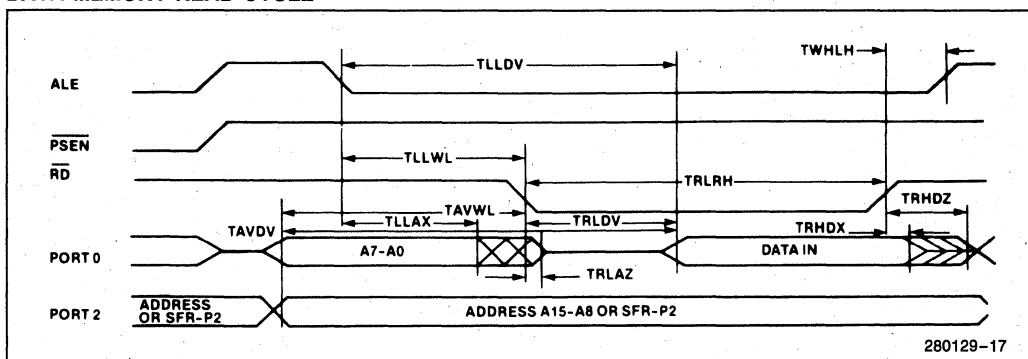 TWHLH
TLLDV
ALE
PSEN
TLLWL
RD
TRLRH
TAVWL
TRHDZ
TAVDV
TLLAX
TRLDV
TRHDX
PORT 0
A7-A0
DATA IN
TRLAZ
ADDRESS
OR SFR-P2
PORT 2
ADDRESS A15-A8 OR SFR-P2
280129-17